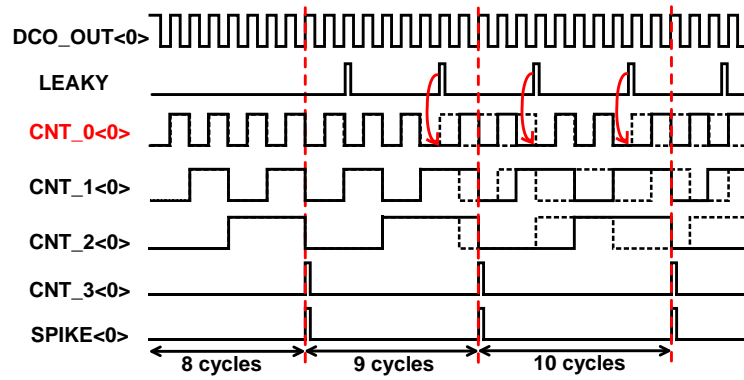 DCO_OUT<0>
LEAKY
CNT_0<0>
CNT_1<0>
CNT_2<0>
CNT_3<0>
SPIKE<0>
8 cycles
9 cycles
10 cycles